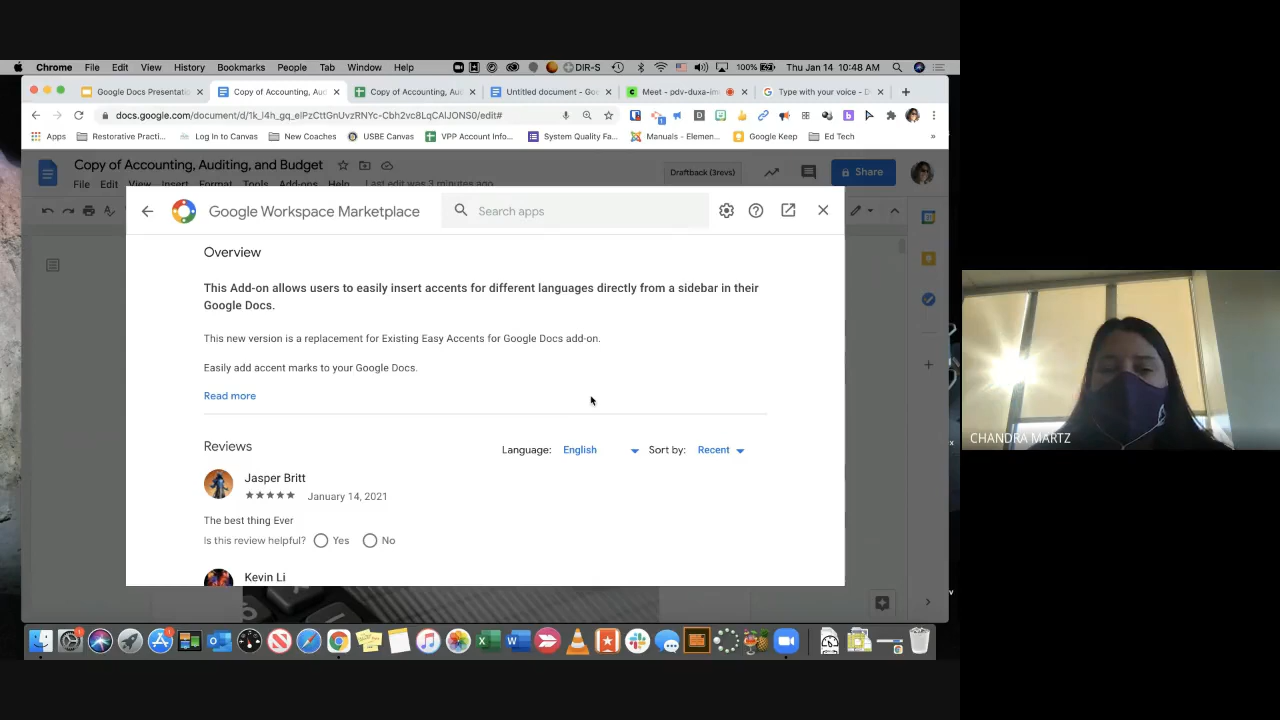 Chrome File Edit View History Bookmarks People Tab Window Help DIR-S 100% Thu Jan 14 10:48 AM
Google Docs Presentatio Copy of Accounting, Auc Copy of Accounting, Au Untitled document - Goo Meet - pdv-duxa-im Type with your voice - D
docs.google.com/document/d/1k_l4h_gq_eiPzCttGnUvzRNYc-Cbh2vc8LqCAlJONS0/edit#
Apps Restorative Practi... Log In to Canvas New Coaches USBE Canvas VPP Account Info... System Quality Fa... Manuals - Elemen... Google Keep Ed Tech »
Copy of Accounting, Auditing, and Budget
Draftback (3revs) Share
File Edit View Insert Format Tools Add-ons Help Last edit was 3 minutes ago
Google Workspace Marketplace Search apps
Overview
This Add-on allows users to easily insert accents for different languages directly from a sidebar in their
Google Docs.
This new version is a replacement for Existing Easy Accents for Google Docs add-on.
Easily add accent marks to your Google Docs.
Read more
Reviews Language: English Sort by: Recent
Jasper Britt
January 14, 2021
The best thing Ever
Is this review helpful? Yes No
Kevin Li
CHANDRA MARTZ